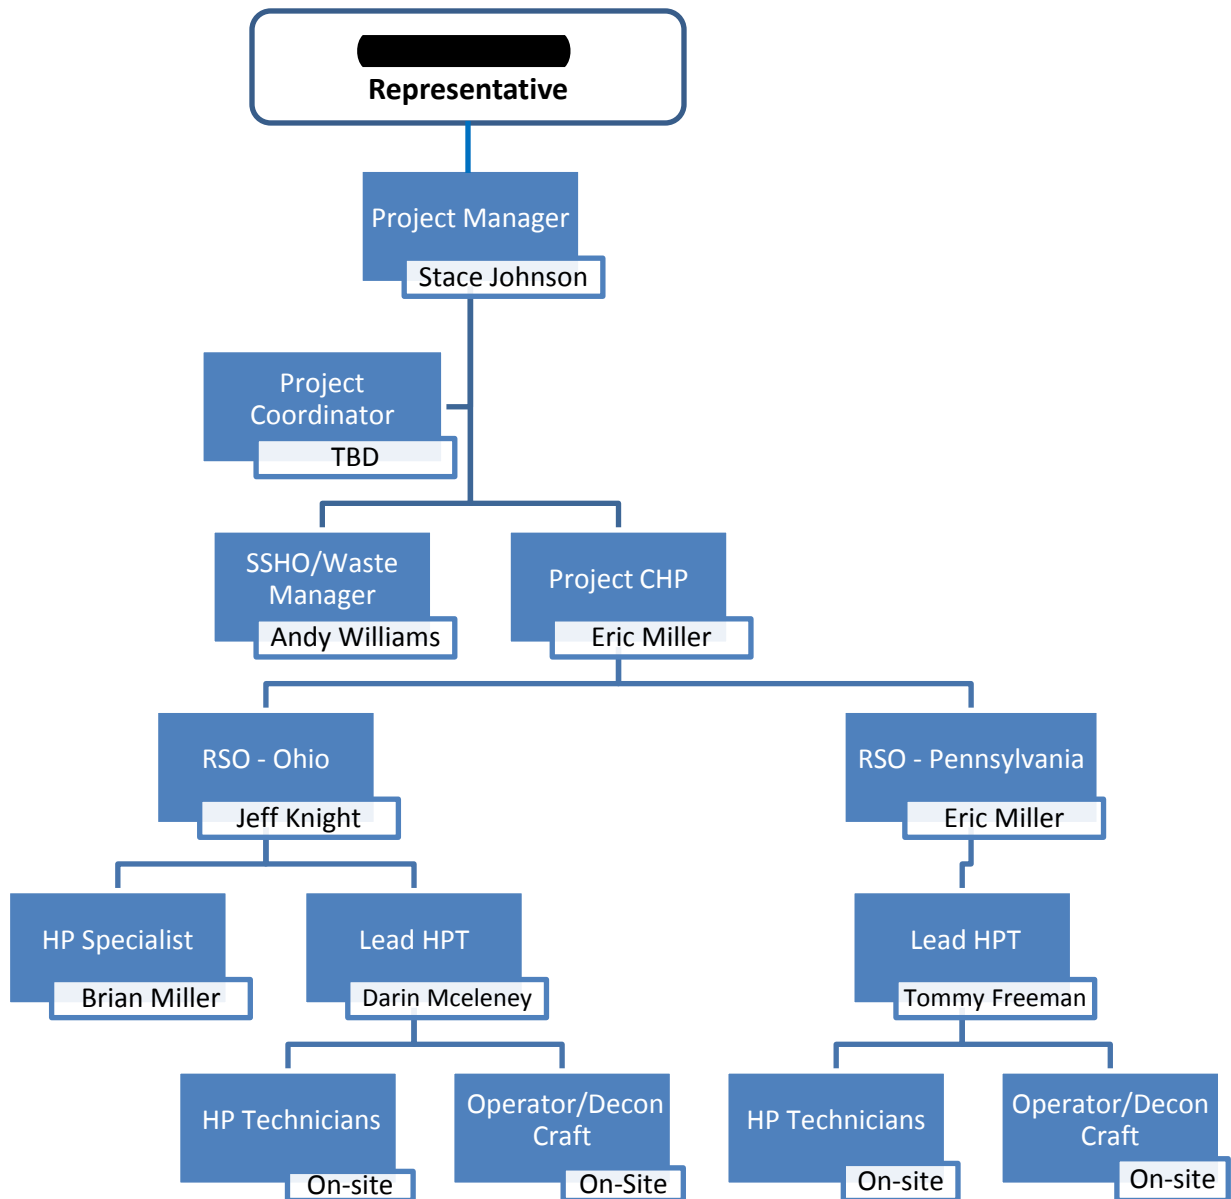 Representative
Project Manager
Stace Johnson
Project
Coordinator
TBD
SSHO/Waste
Manager
Andy Williams
Project CHP
Eric Miller
RSO - Ohio
Jeff Knight
RSO - Pennsylvania
Eric Miller
HP Specialist
Brian Miller
Lead HPT
Darin Mceleney
Lead HPT
Tommy Freeman
HP Technicians
On-site
Operator/Decon
Craft
On-Site
HP Technicians
On-site
Operator/Decon
Craft
On-site